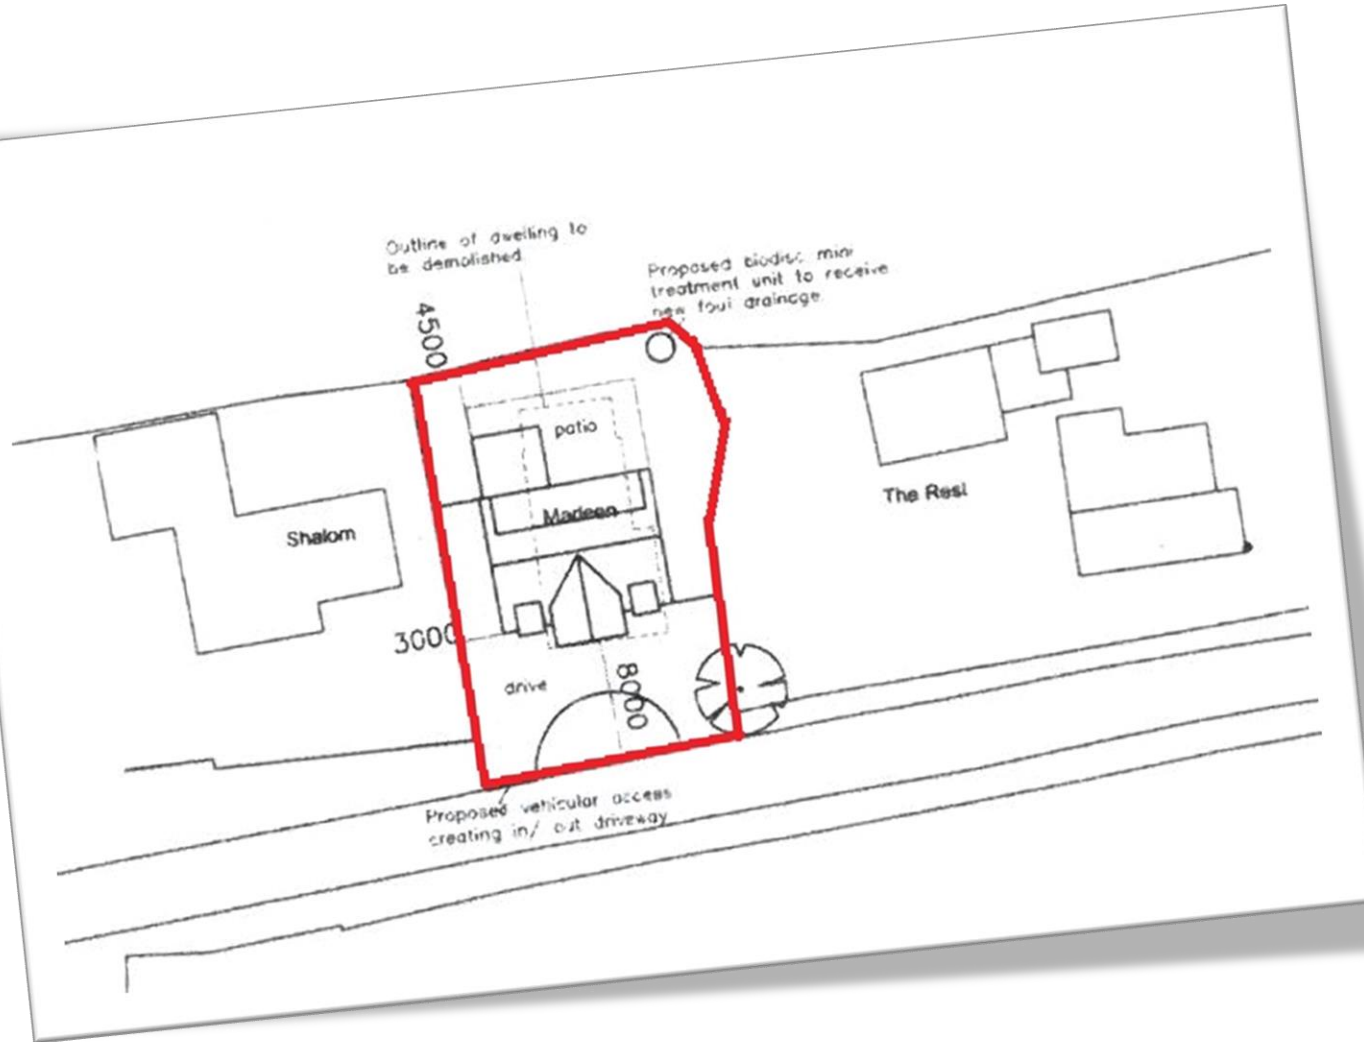 Outline of dwelling to
be demolished
Proposed biodisc mini
treatment unit to receive
new foul drainage
4500
patio
Madeen
Shalom
The Rest
3000
drive
8000
Proposed vehicular access
creating in/ out driveway